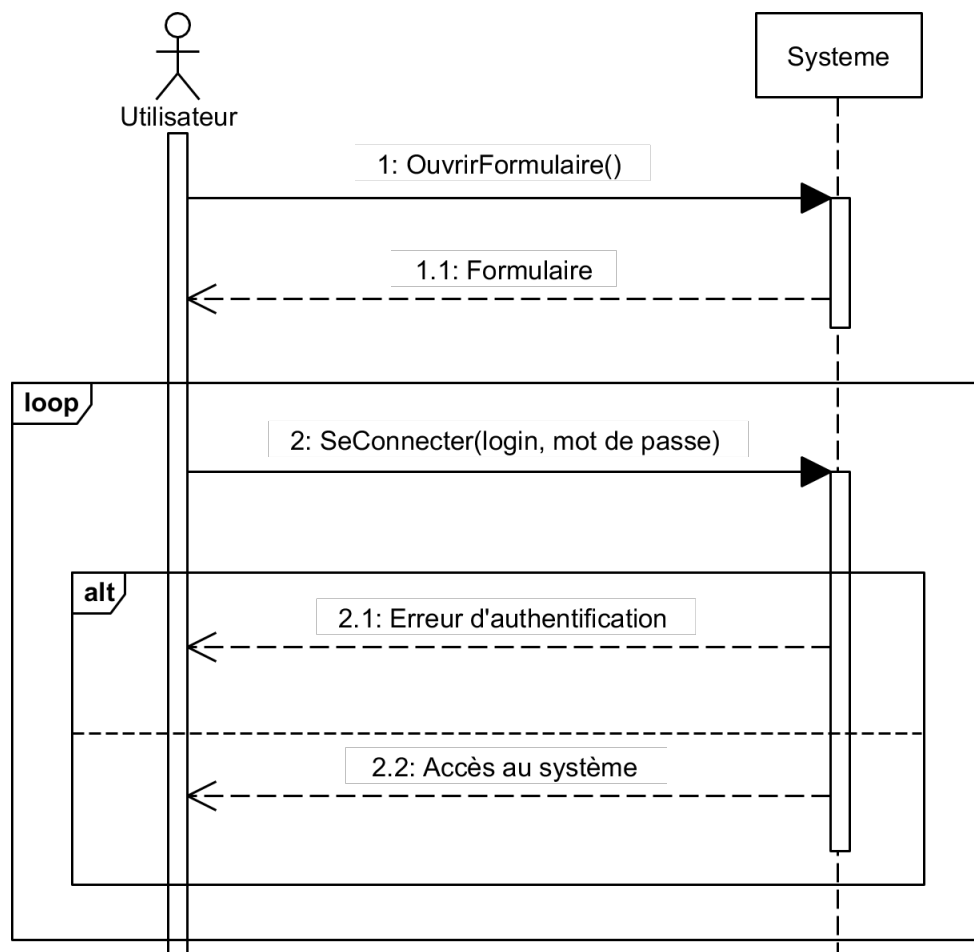 Utilisateur
Systeme
1: OuvrirFormulaire()
1.1: Formulaire
loop
2: SeConnecter(login, mot de passe)
alt
2.1: Erreur d'authentification
2.2: Accès au système